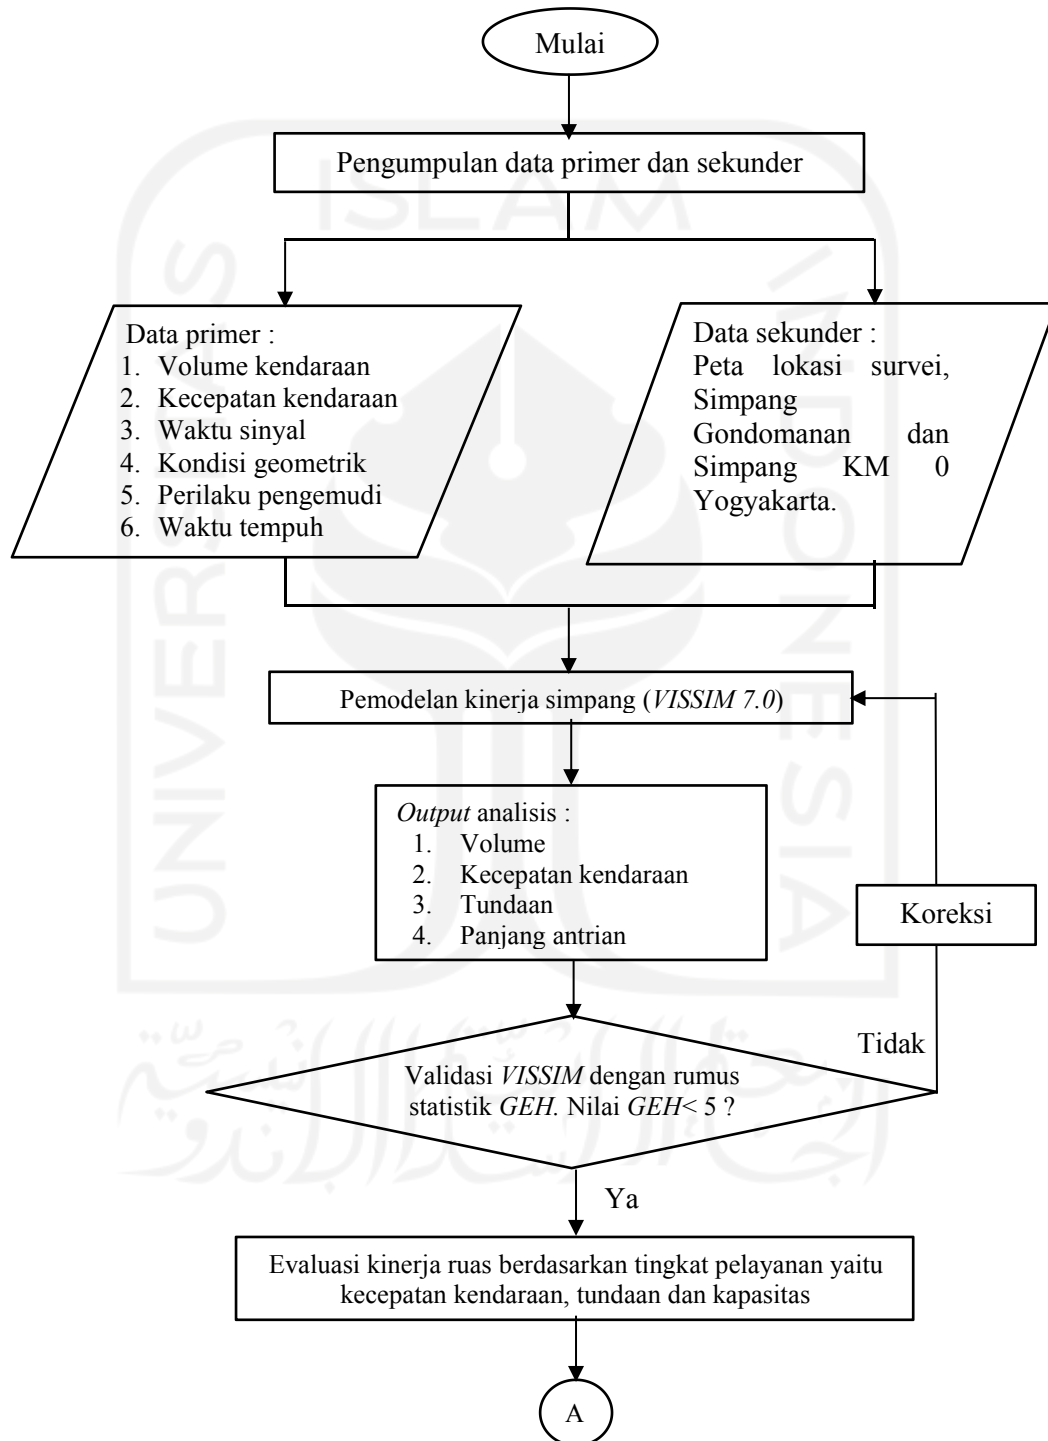 Mulai
Pengumpulan data primer dan sekunder
Data primer :
1. Volume kendaraan
2. Kecepatan kendaraan
3. Waktu sinyal
4. Kondisi geometrik
5. Perilaku pengemudi
6. Waktu tempuh
Data sekunder :
Peta lokasi survei,
Simpang
Gondomanan dan
Simpang KM 0
Yogyakarta.
Pemodelan kinerja simpang (VISSIM 7.0)
Output analisis :
1. Volume
2. Kecepatan kendaraan
3. Tundaan
4. Panjang antrian
Koreksi
Tidak
Validasi VISSIM dengan rumus
statistik GEH. Nilai GEH< 5 ?
Ya
Evaluasi kinerja ruas berdasarkan tingkat pelayanan yaitu
kecepatan kendaraan, tundaan dan kapasitas
A
UNIVERSITAS
ISLAM
INDONESIA